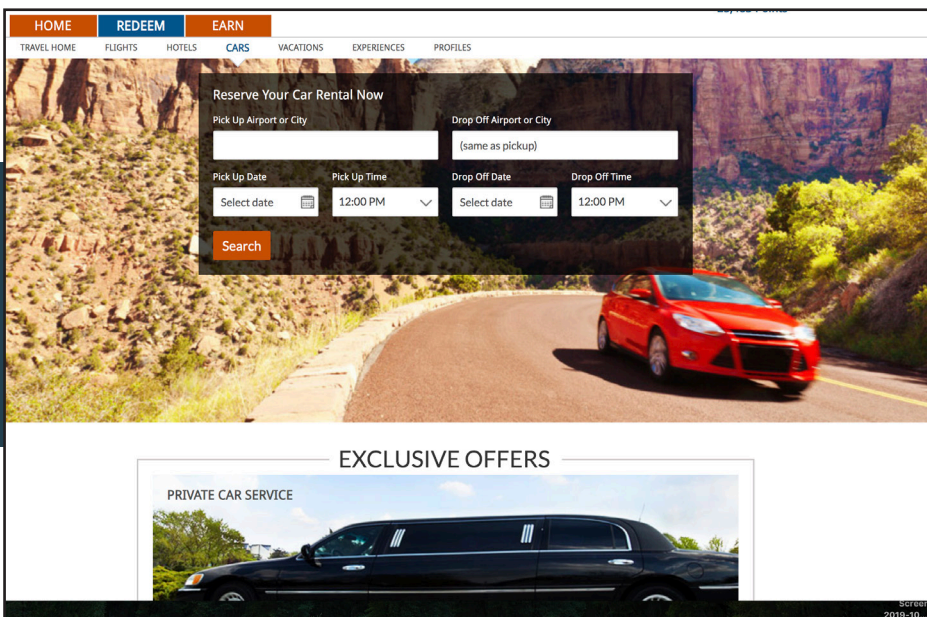 HOME REDEEM EARN
TRAVEL HOME FLIGHTS HOTELS CARS VACATIONS EXPERIENCES PROFILES
Reserve Your Car Rental Now
Pick Up Airport or City Drop Off Airport or City
(same as pickup)
Pick Up Date Pick Up Time Drop Off Date Drop Off Time
Select date 12:00 PM Select date 12:00 PM
Search
EXCLUSIVE OFFERS
PRIVATE CAR SERVICE
Screen
2019-10...